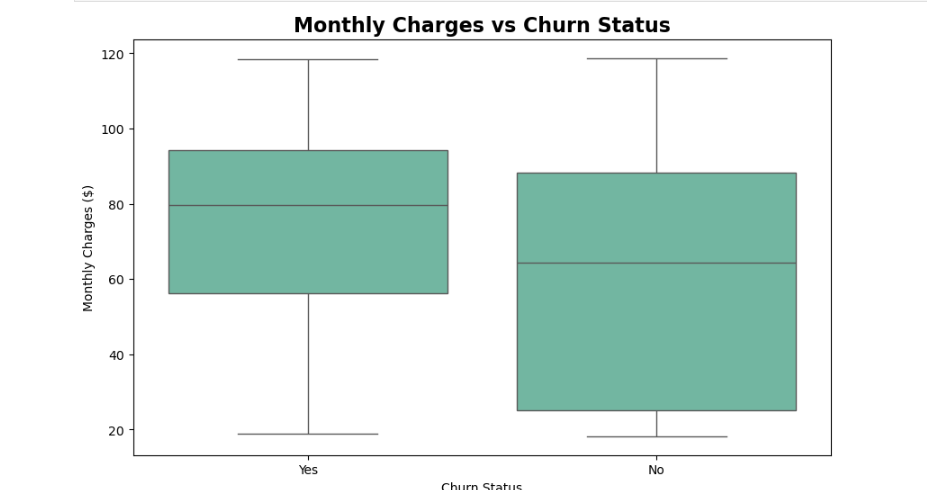 Monthly Charges vs Churn Status
120
100
80
60
40
20
Monthly Charges ($)
Yes No
Churn Status